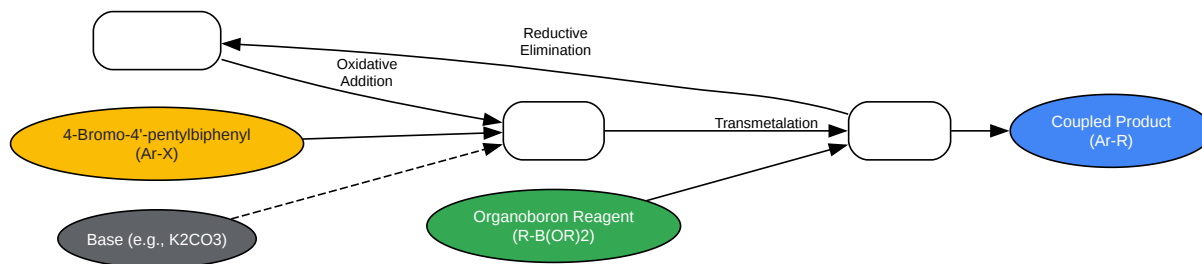 Reductive
Elimination
Oxidative
Addition
4-Bromo-4'-pentylbiphenyl
(Ar-X)
Transmetalation
Coupled Product
(Ar-R)
Base (e.g., K2CO3)
Organoboron Reagent
(R-B(OR)2)